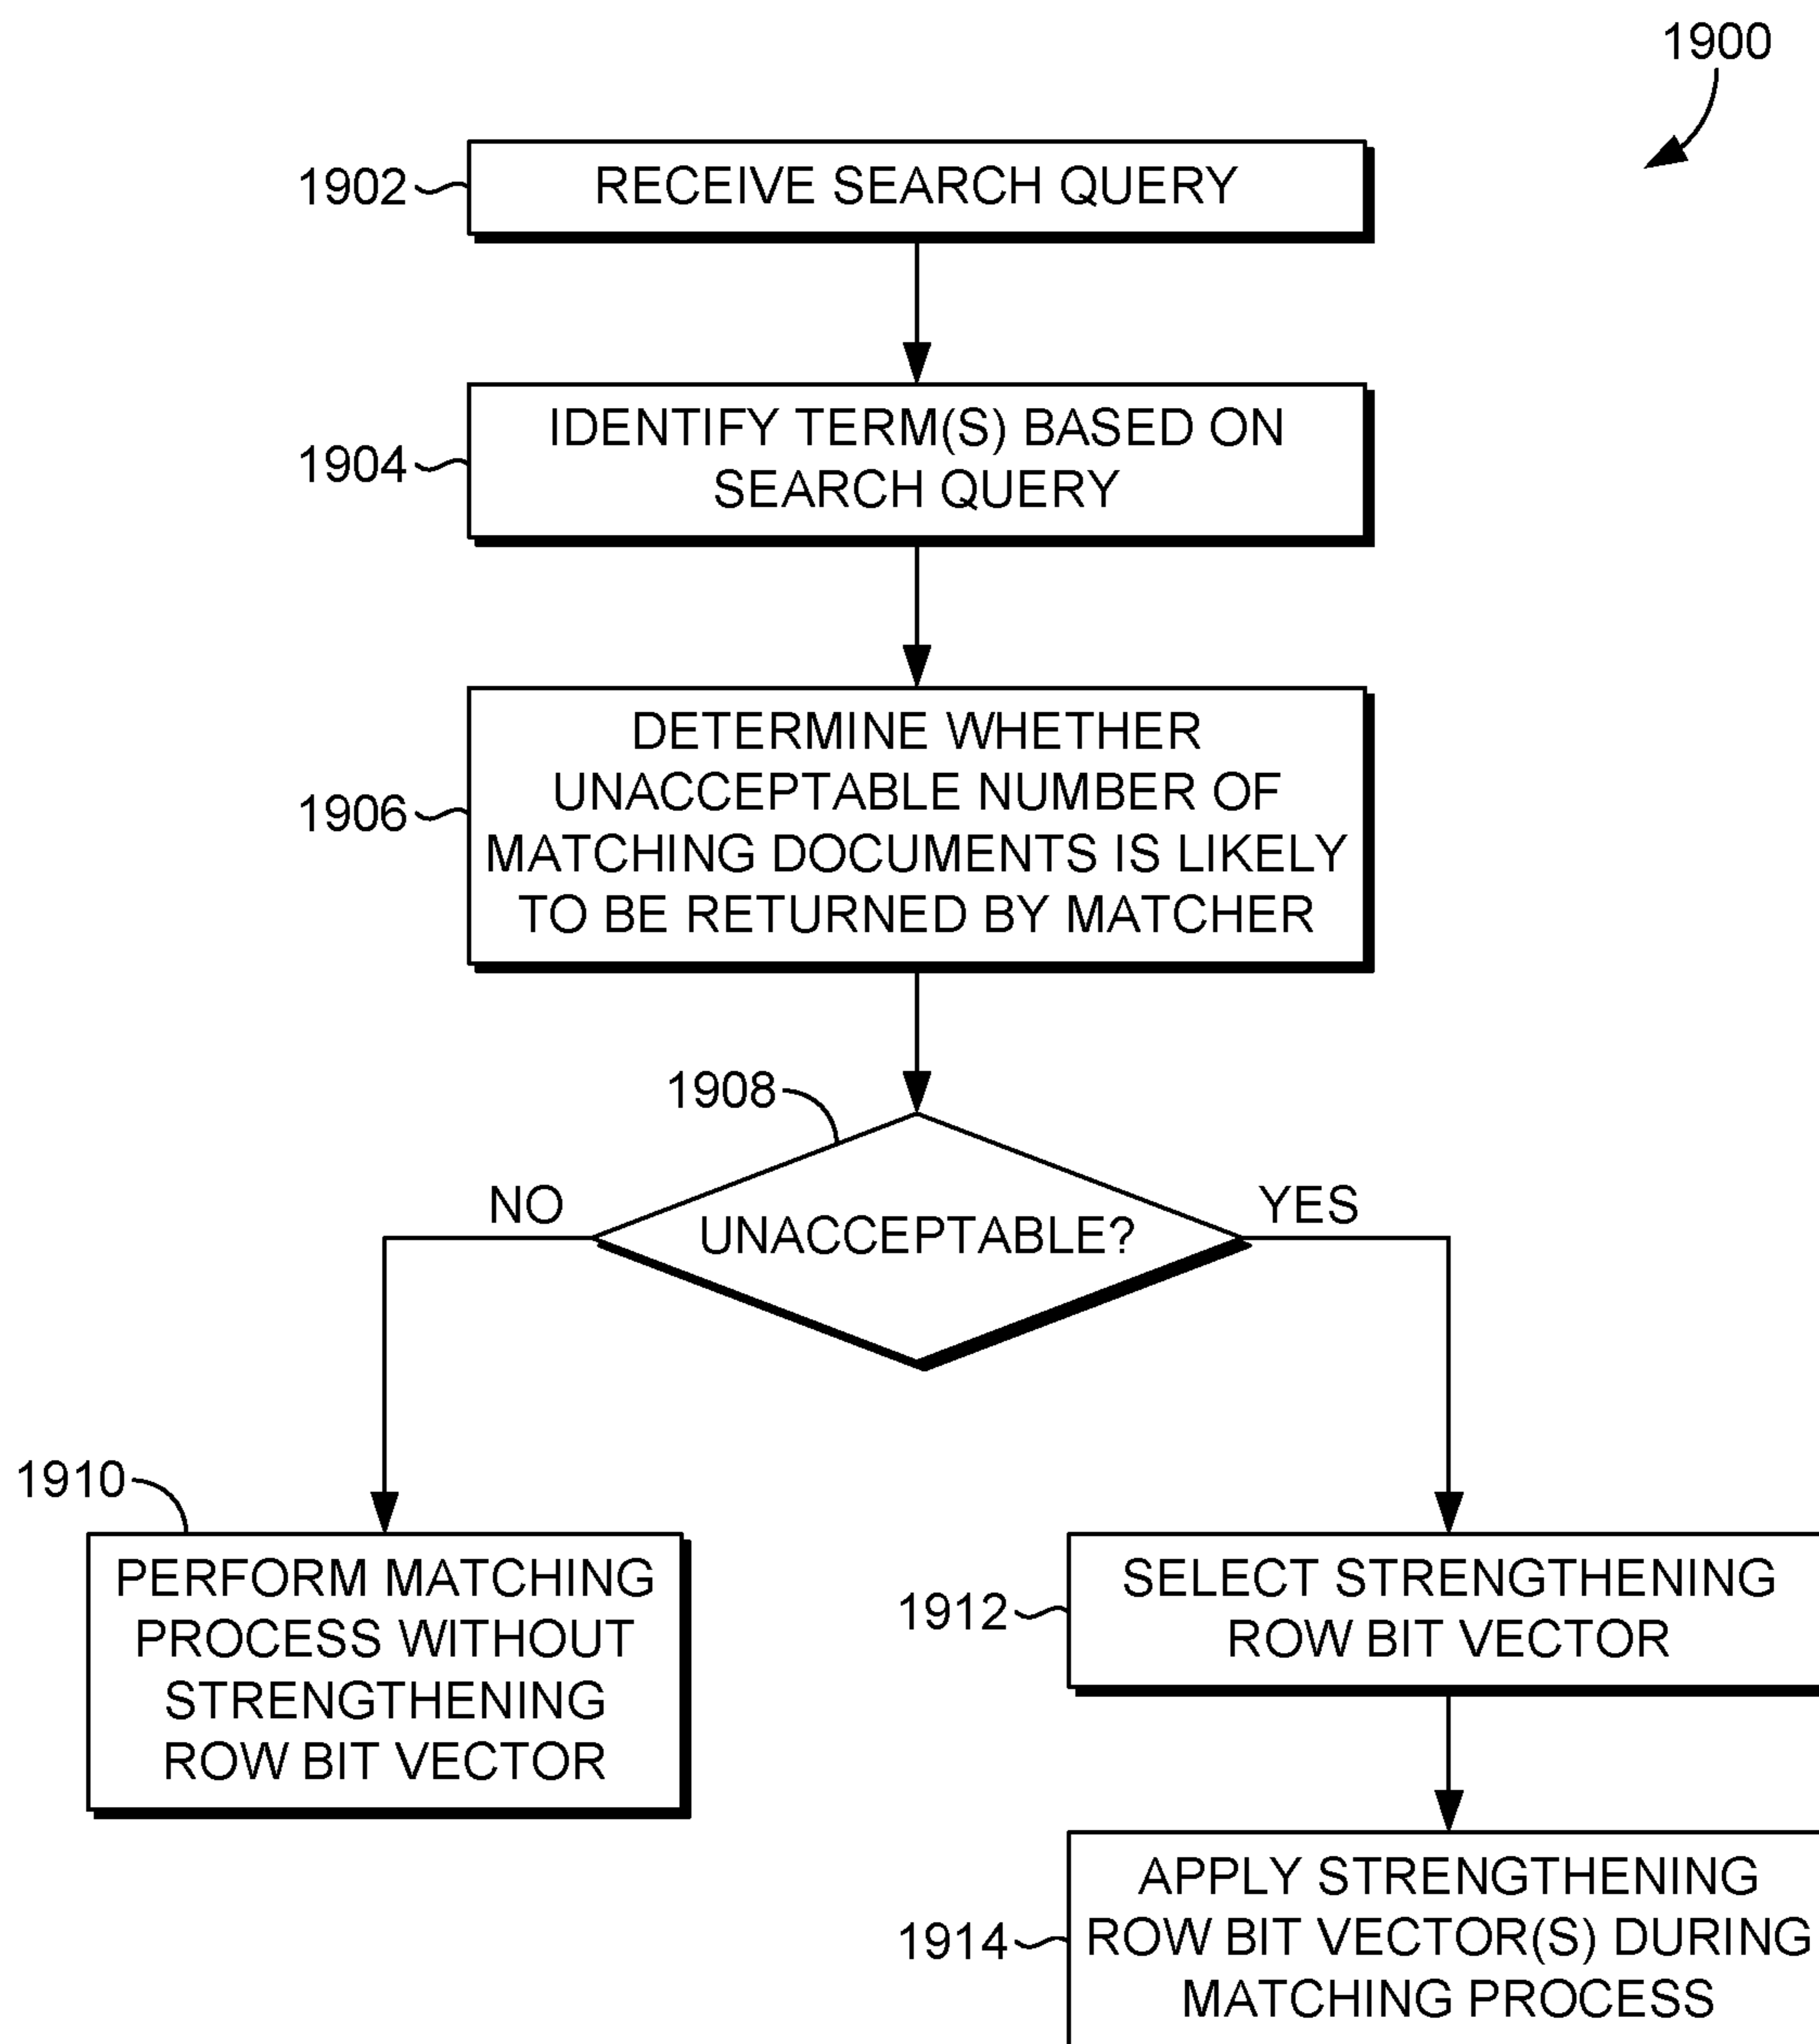 1900
1902
RECEIVE SEARCH QUERY
1904
IDENTIFY TERM(S) BASED ON
SEARCH QUERY
1906
DETERMINE WHETHER
UNACCEPTABLE NUMBER OF
MATCHING DOCUMENTS IS LIKELY
TO BE RETURNED BY MATCHER
1908
NO
UNACCEPTABLE?
YES
1910
PERFORM MATCHING
PROCESS WITHOUT
STRENGTHENING
ROW BIT VECTOR
1912
SELECT STRENGTHENING
ROW BIT VECTOR
1914
APPLY STRENGTHENING
ROW BIT VECTOR(S) DURING
MATCHING PROCESS